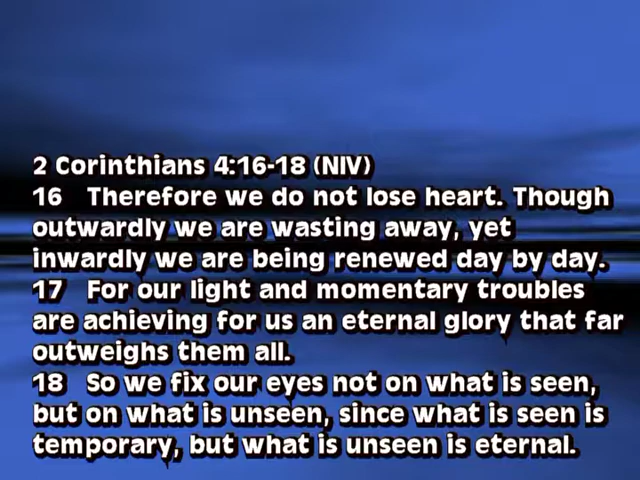 2 Corinthians 4:16-18 (NIV)
16 Therefore we do not lose heart. Though
outwardly we are wasting away, yet
inwardly we are being renewed day by day.
17 For our light and momentary troubles
are achieving for us an eternal glory that far
outweighs them all.
18 So we fix our eyes not on what is seen,
but on what is unseen, since what is seen is
temporary, but what is unseen is eternal.